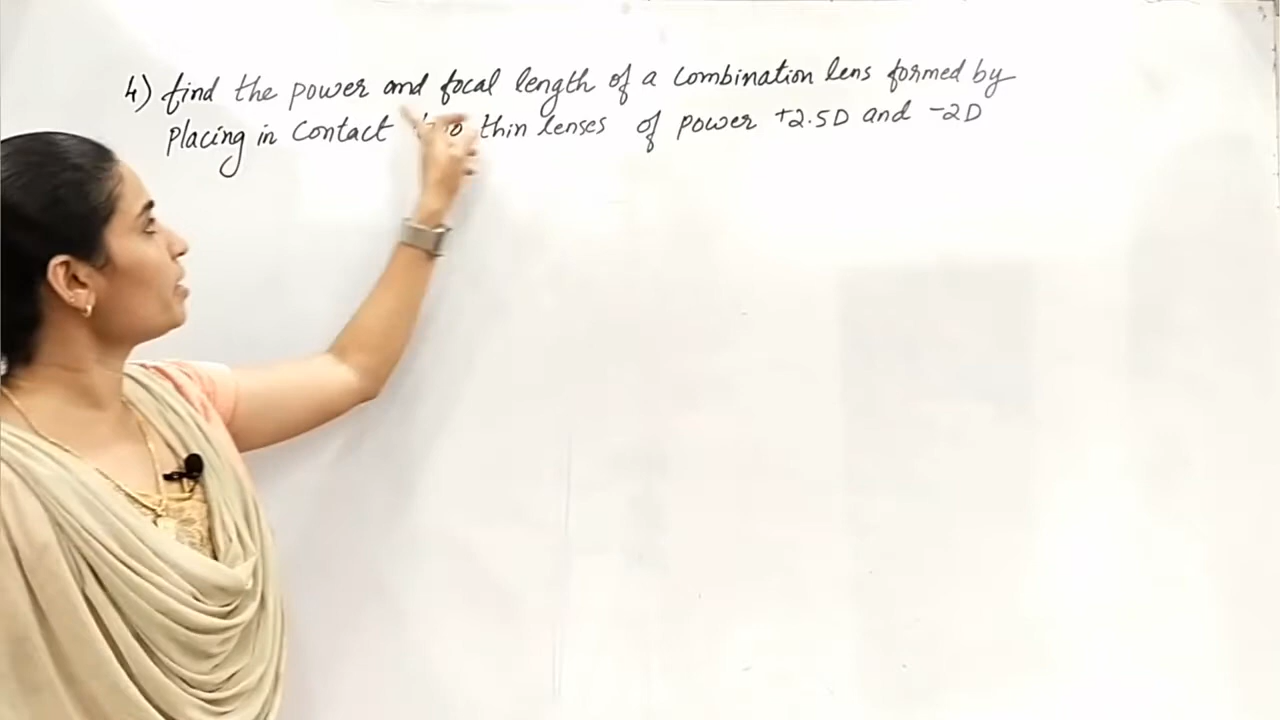 4) find the power and focal length of a combination lens formed by
Placing in Contact two thin lenses of power +2.5D and -2D